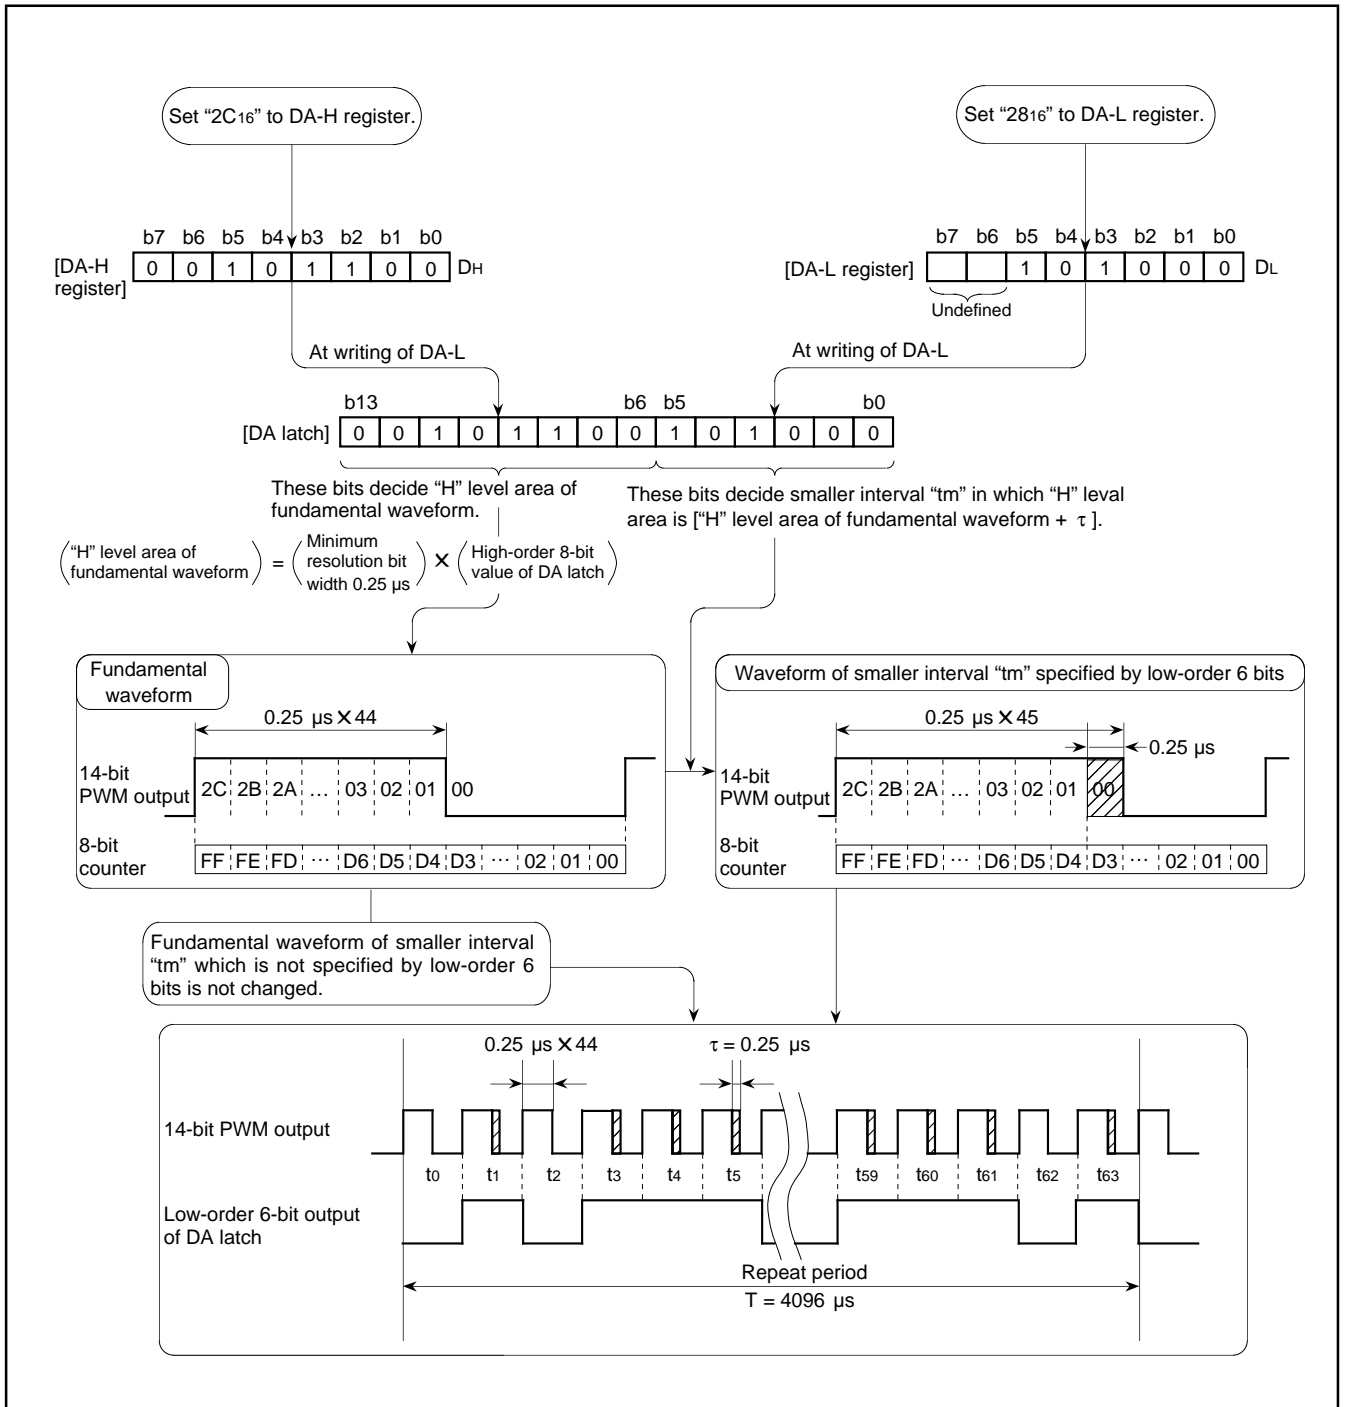 Set “2C16” to DA-H register.
Set “2816” to DA-L register.
b7 b6 b5 b4 b3 b2 b1 b0
[DA-H register] 0 0 1 0 1 1 0 0 DH
b7 b6 b5 b4 b3 b2 b1 b0
[DA-L register] 1 0 1 0 0 0 DL
Undefined
At writing of DA-L
At writing of DA-L
b13 b6 b5 b0
[DA latch] 0 0 1 0 1 1 0 0 1 0 1 0 0 0
These bits decide “H” level area of
fundamental waveform.
These bits decide smaller interval “tm” in which “H” leval
area is [“H” level area of fundamental waveform + τ ].
“H” level area of
fundamental waveform
=
Minimum
resolution bit
width 0.25 µs
×
High-order 8-bit
value of DA latch
Fundamental
waveform
0.25 µs × 44
14-bit
PWM output
2C 2B 2A … 03 02 01 00
8-bit
counter
FF FE FD … D6 D5 D4 D3 … 02 01 00
Waveform of smaller interval “tm” specified by low-order 6 bits
0.25 µs × 45
0.25 µs
14-bit
PWM output
2C 2B 2A … 03 02 01 00
8-bit
counter
FF FE FD … D6 D5 D4 D3 … 02 01 00
Fundamental waveform of smaller interval
“tm” which is not specified by low-order 6
bits is not changed.
0.25 µs × 44
τ = 0.25 µs
14-bit PWM output
t0 t1 t2 t3 t4 t5 t59 t60 t61 t62 t63
Low-order 6-bit output
of DA latch
Repeat period
T = 4096 µs